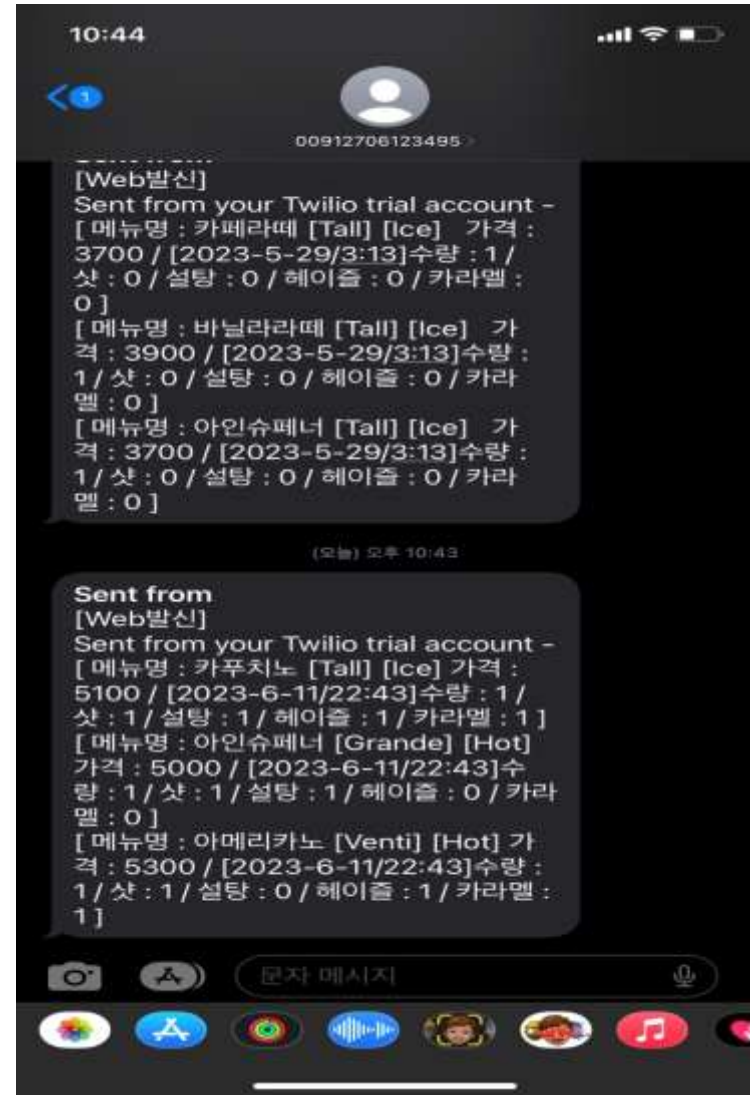 10:44
1
00912706123495
[Web발신]
Sent from your Twilio trial account -
[ 메뉴명 : 카페라떼 [Tall] [Ice] 가격 :
3700 / [2023-5-29/3:13]수량 : 1 /
샷 : 0 / 설탕 : 0 / 헤이즐 : 0 / 카라멜 :
0 ]
[ 메뉴명 : 바닐라라떼 [Tall] [Ice] 가
격 : 3900 / [2023-5-29/3:13]수량 :
1 / 샷 : 0 / 설탕 : 0 / 헤이즐 : 0 / 카라
멜 : 0 ]
[ 메뉴명 : 아인슈페너 [Tall] [Ice] 가
격 : 3700 / [2023-5-29/3:13]수량 :
1 / 샷 : 0 / 설탕 : 0 / 헤이즐 : 0 / 카라
멜 : 0 ]
(오늘) 오후 10:43
Sent from
[Web발신]
Sent from your Twilio trial account -
[ 메뉴명 : 카푸치노 [Tall] [Ice] 가격 :
5100 / [2023-6-11/22:43]수량 : 1 /
샷 : 1 / 설탕 : 1 / 헤이즐 : 1 / 카라멜 : 1 ]
[ 메뉴명 : 아인슈페너 [Grande] [Hot]
가격 : 5000 / [2023-6-11/22:43]수
량 : 1 / 샷 : 1 / 설탕 : 1 / 헤이즐 : 0 / 카라
멜 : 0 ]
[ 메뉴명 : 아메리카노 [Venti] [Hot] 가
격 : 5300 / [2023-6-11/22:43]수량 :
1 / 샷 : 1 / 설탕 : 0 / 헤이즐 : 1 / 카라멜 :
1 ]
문자 메시지